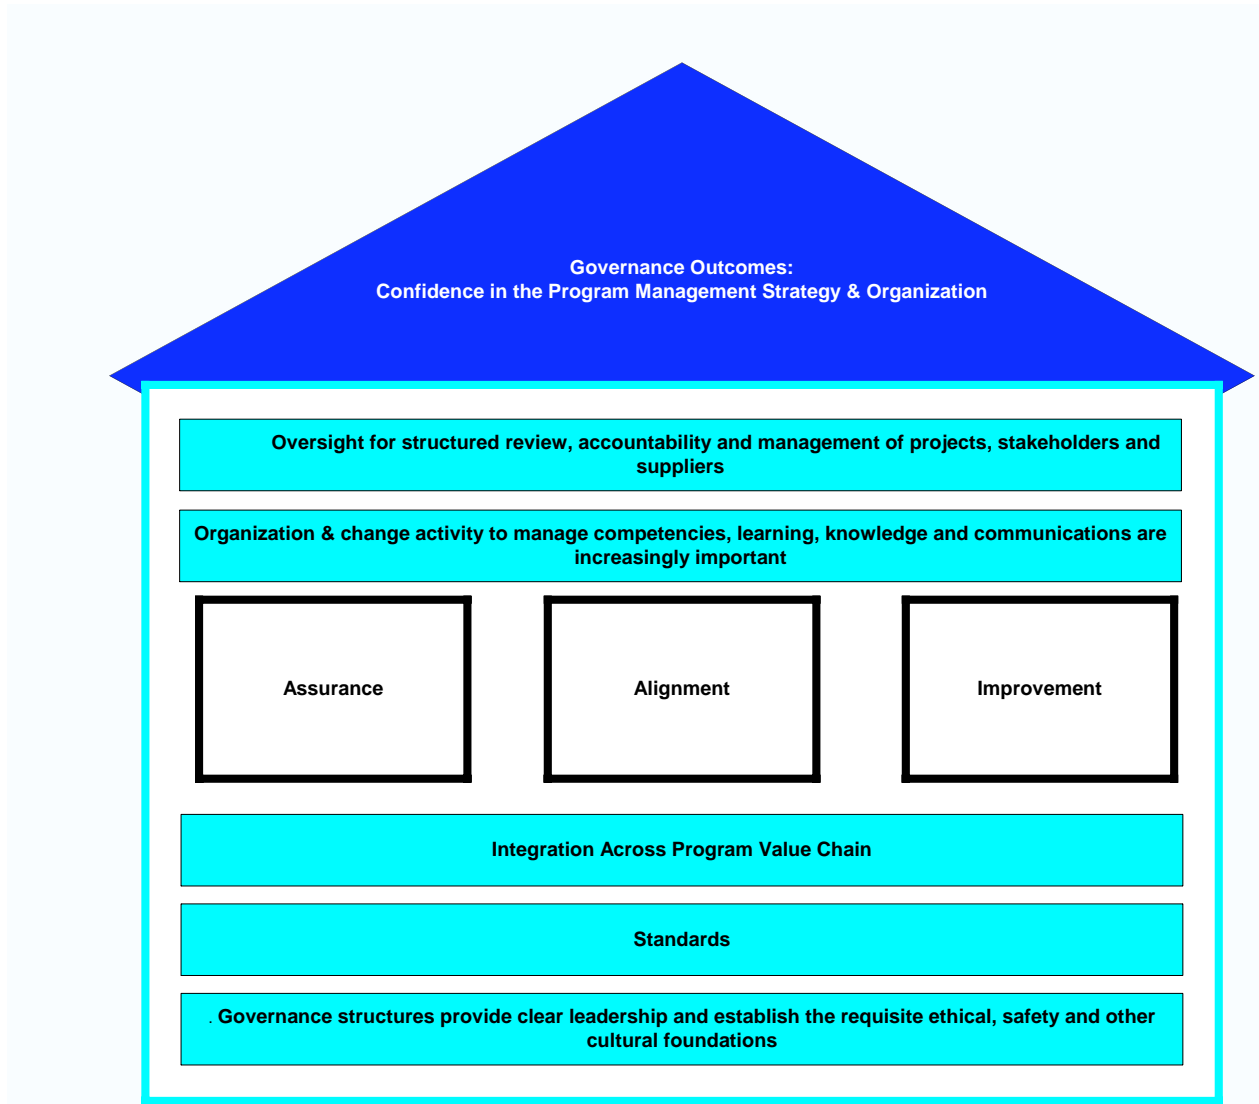 Governance Outcomes:
Confidence in the Program Management Strategy & Organization
Oversight for structured review, accountability and management of projects, stakeholders and
suppliers
Organization & change activity to manage competencies, learning, knowledge and communications are
increasingly important
Assurance
Alignment
Improvement
Integration Across Program Value Chain
Standards
. Governance structures provide clear leadership and establish the requisite ethical, safety and other
cultural foundations